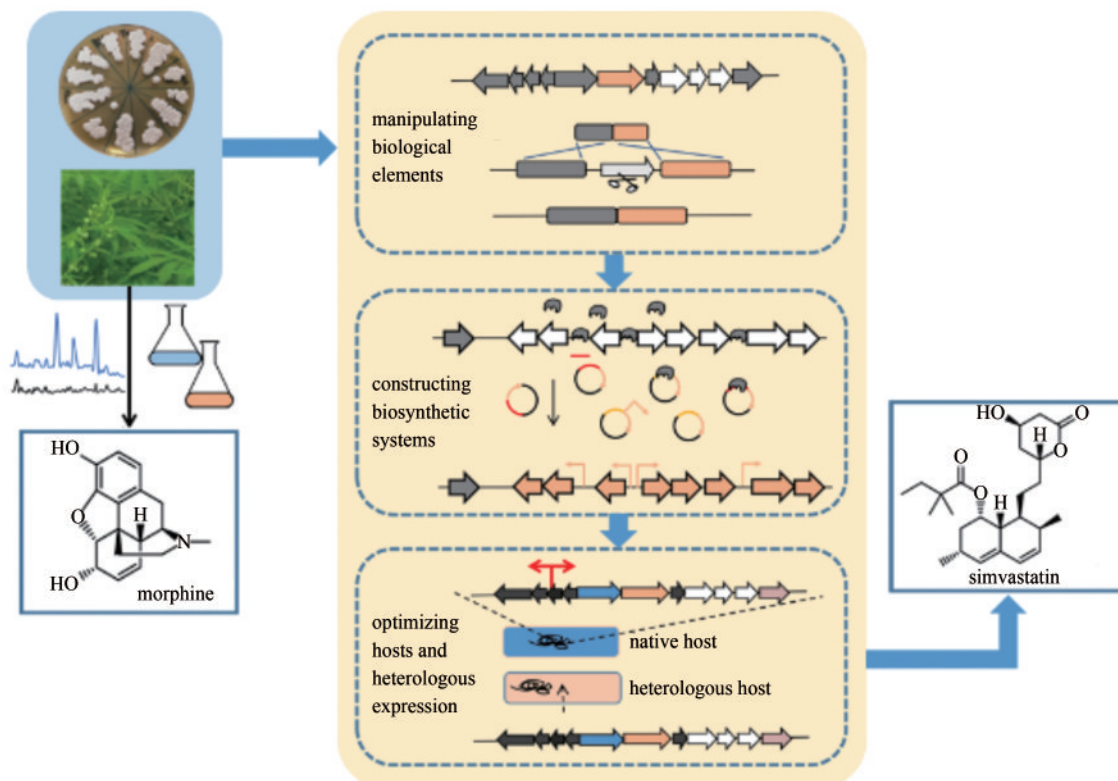 manipulating
biological
elements
constructing
biosynthetic
systems
optimizing
hosts and
heterologous
expression
native host
heterologous host
HO
O
H
N
HO
morphine
HO
O
O
H
O
O
H
simvastatin